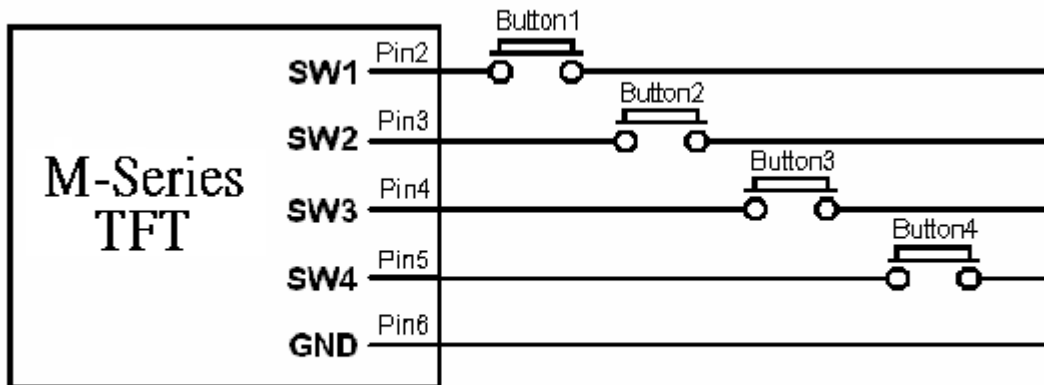 Button1
Pin2
SW1
Button2
Pin3
SW2
Button3
M-Series
TFT
Pin4
SW3
Button4
Pin5
SW4
Pin6
GND